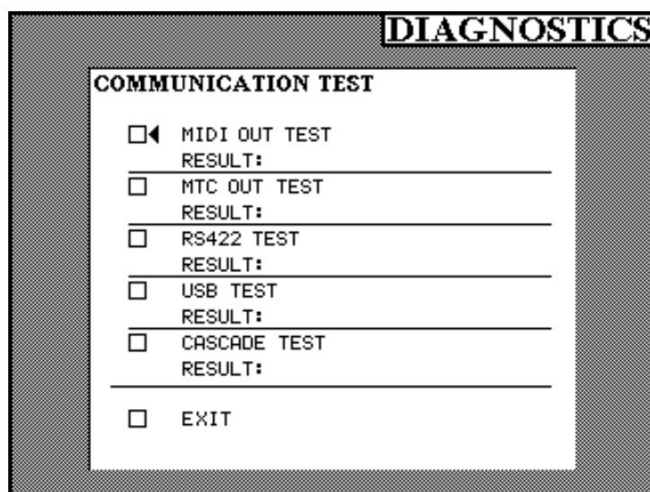 DIAGNOSTICS
COMMUNICATION TEST
MIDI OUT TEST
RESULT:
MTC OUT TEST
RESULT:
RS422 TEST
RESULT:
USB TEST
RESULT:
CASCADE TEST
RESULT:
EXIT